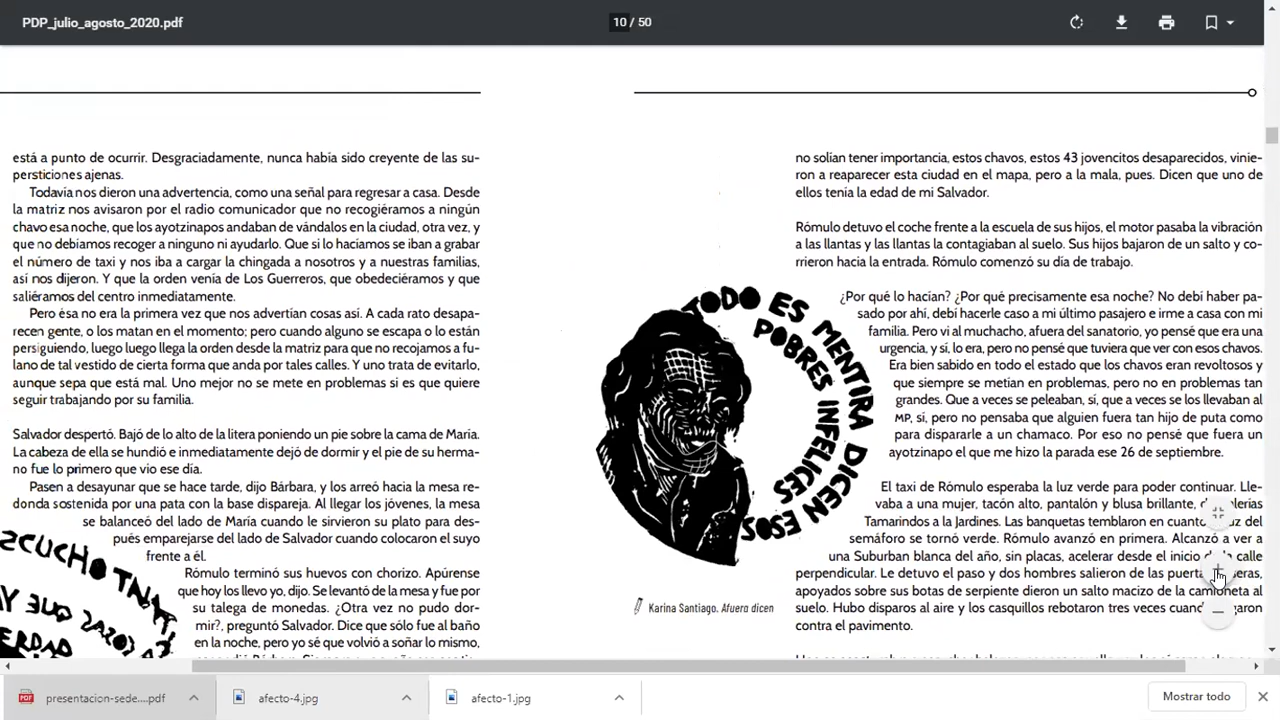 PDP_julio_agosto_2020.pdf
10 / 50
está a punto de ocurrir. Desgraciadamente, nunca había sido creyente de las su-
persticiones ajenas.
Todavía nos dieron una advertencia, como una señal para regresar a casa. Desde
la matriz nos avisaron por el radio comunicador que no recogiéramos a ningún
chavo esa noche, que los ayotzinapos andaban de vándalos en la ciudad, otra vez, y
que no debiamos recoger a ninguno ni ayudarlo. Que si lo hacíamos se iban a grabar
el número de taxi y nos iba a cargar la chingada a nosotros y a nuestras familias,
así nos dijeron. Y que la orden venía de Los Guerreros, que obedeciéramos y que
saliéramos del centro inmediatamente.
Pero ésa no era la primera vez que nos advertían cosas así. A cada rato desapa-
recen gente, o los matan en el momento; pero cuando alguno se escapa o lo están
persiguiendo, luego luego llega la orden desde la matriz para que no recojamos a fu-
lano de tal vestido de cierta forma que anda por tales calles. Y uno trata de evitarlo,
aunque sepa que está mal. Uno mejor no se mete en problemas si es que quiere
seguir trabajando por su familia.
Salvador despertó. Bajó de lo alto de la litera poniendo un pie sobre la cama de María.
La cabeza de ella se hundió e inmediatamente dejó de dormir y el pie de su herma-
no fue lo primero que vio ese día.
Pasen a desayunar que se hace tarde, dijo Bárbara, y los arreó hacia la mesa re-
donda sostenida por una pata con la base dispareja. Al llegar los jóvenes, la mesa
se balanceó del lado de María cuando le sirvieron su plato para des-
pués emparejarse del lado de Salvador cuando colocaron el suyo
frente a él.
Rómulo terminó sus huevos con chorizo. Apúrense
que hoy los llevo yo, dijo. Se levantó de la mesa y fue por
su talega de monedas. ¿Otra vez no pudo dor-
mir?, preguntó Salvador. Dice que sólo fue al baño
en la noche, pero yo sé que volvió a soñar lo mismo,
SCUCHO
TODO ES MENTIRA DICEN ESOS
POBRES INFELICES
Karina Santiago. Afuera dicen
no solían tener importancia, estos chavos, estos 43 jovencitos desaparecidos, vinie-
ron a reaparecer esta ciudad en el mapa, pero a la mala, pues. Dicen que uno de
ellos tenía la edad de mi Salvador.
Rómulo detuvo el coche frente a la escuela de sus hijos, el motor pasaba la vibración
a las llantas y las llantas la contagiaban al suelo. Sus hijos bajaron de un salto y co-
rrieron hacia la entrada. Rómulo comenzó su día de trabajo.
¿Por qué lo hacían? ¿Por qué precisamente esa noche? No debí haber pa-
sado por ahí, debí hacerle caso a mi último pasajero e irme a casa con mi
familia. Pero vi al muchacho, afuera del sanatorio, yo pensé que era una
urgencia, y sí, lo era, pero no pensé que tuviera que ver con esos chavos.
Era bien sabido en todo el estado que los chavos eran revoltosos y
que siempre se metían en problemas, pero no en problemas tan
grandes. Que a veces se peleaban, sí, que a veces se los llevaban al
MP, sí, pero no pensaba que alguien fuera tan hijo de puta como
para dispararle a un chamaco. Por eso no pensé que fuera un
ayotzinapo el que me hizo la parada ese 26 de septiembre.
El taxi de Rómulo esperaba la luz verde para poder continuar. Lle-
vaba a una mujer, tacón alto, pantalón y blusa brillante,
Tamarindos a la Jardines. Las banquetas temblaron en cuanto
semáforo se tornó verde. Rómulo avanzó en primera. Alcanzó a ver a
una Suburban blanca del año, sin placas, acelerar desde el inicio de la calle
perpendicular. Le detuvo el paso y dos hombres salieron de las
apoyados sobre sus botas de serpiente dieron un salto macizo de la camioneta al
suelo. Hubo disparos al aire y los casquillos rebotaron tres veces
contra el pavimento.
presentacion-sede....pdf
afecto-4.jpg
afecto-1.jpg
Mostrar todo